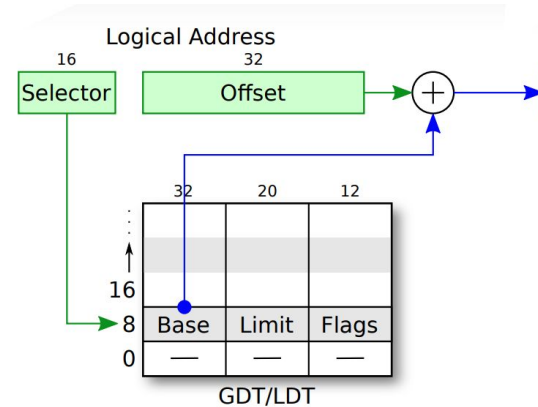 Logical Address
16 32
Selector Offset
+
32 20 12
16
8 Base Limit Flags
0 — — —
GDT/LDT